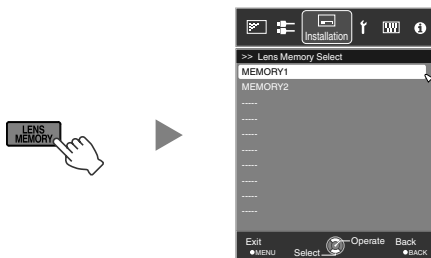 LENS
MEMORY
Installation
>> Lens Memory Select
MEMORY1
MEMORY2
-----
-----
-----
-----
-----
-----
-----
-----
Exit
●MENU
Select
Operate
Back
●BACK